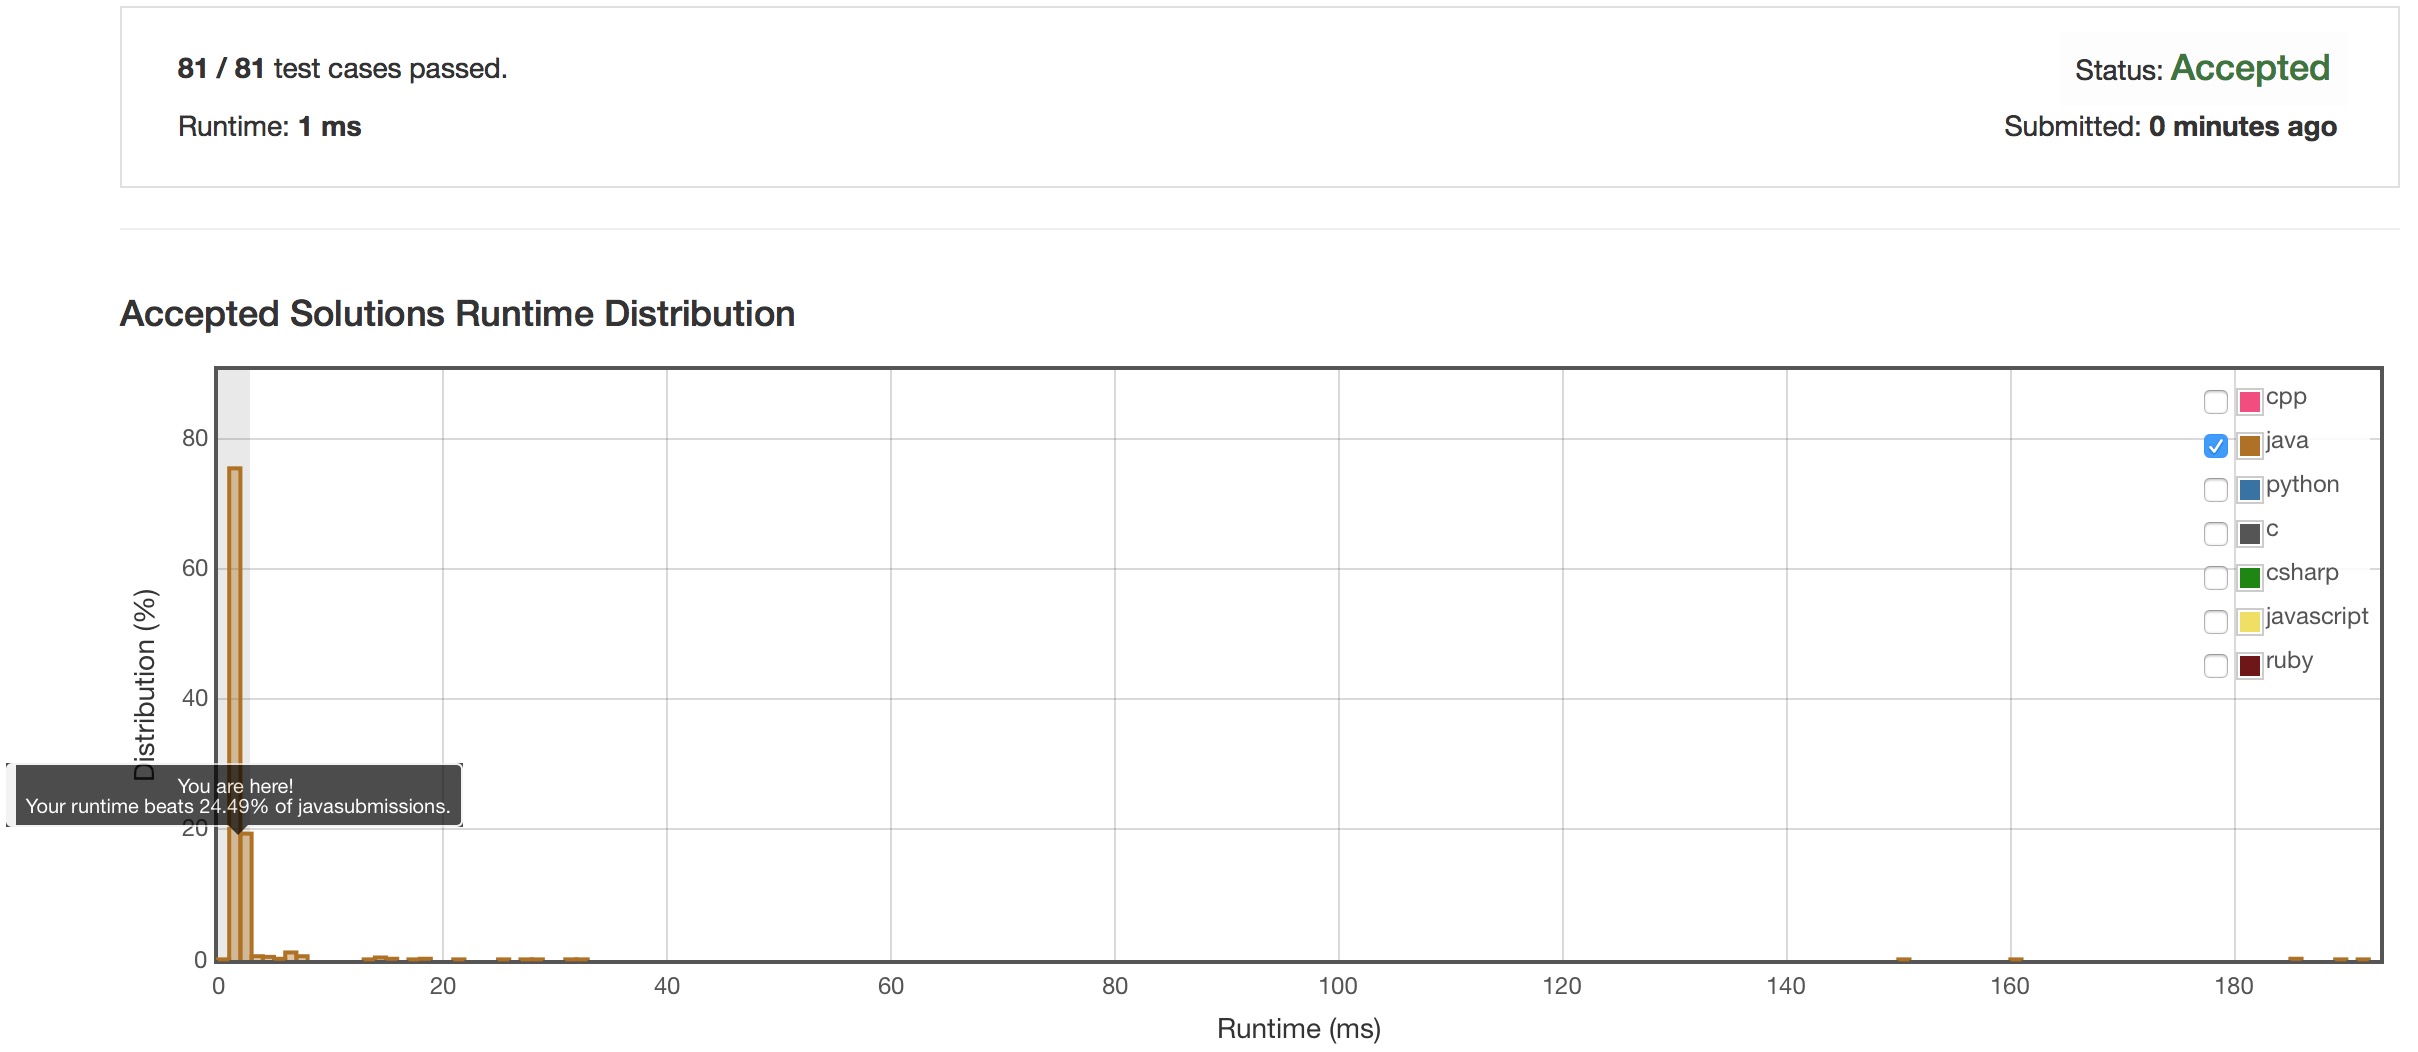 81 / 81 test cases passed.
Status: Accepted
Runtime: 1 ms
Submitted: 0 minutes ago
Accepted Solutions Runtime Distribution
cpp
java
python
c
csharp
javascript
ruby
Distribution (%)
80
60
40
20
0
You are here!
Your runtime beats 24.49% of javasubmissions.
0 20 40 60 80 100 120 140 160 180
Runtime (ms)